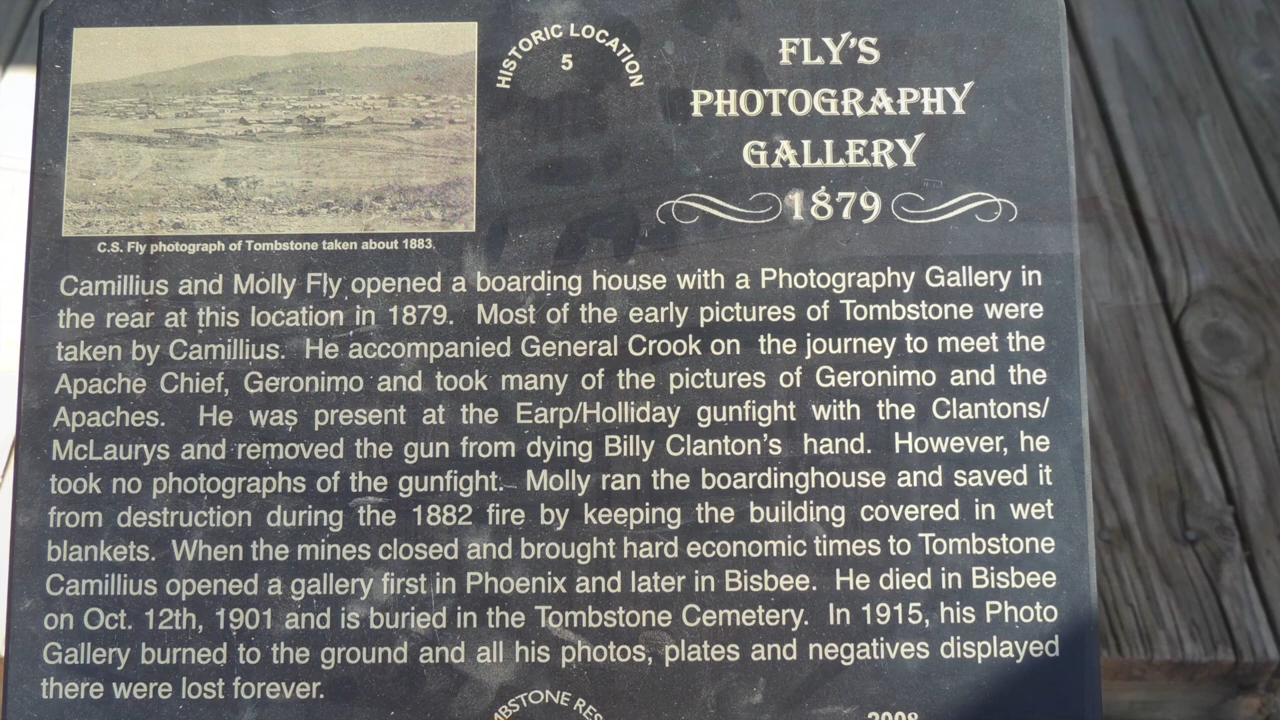 HISTORIC LOCATION
5
FLY'S
PHOTOGRAPHY
GALLERY
1879
C.S. Fly photograph of Tombstone taken about 1883.
Camillius and Molly Fly opened a boarding house with a Photography Gallery in
the rear at this location in 1879. Most of the early pictures of Tombstone were
taken by Camillius. He accompanied General Crook on the journey to meet the
Apache Chief, Geronimo and took many of the pictures of Geronimo and the
Apaches. He was present at the Earp/Holliday gunfight with the Clantons/
McLaurys and removed the gun from dying Billy Clanton's hand. However, he
took no photographs of the gunfight. Molly ran the boardinghouse and saved it
from destruction during the 1882 fire by keeping the building covered in wet
blankets. When the mines closed and brought hard economic times to Tombstone
Camillius opened a gallery first in Phoenix and later in Bisbee. He died in Bisbee
on Oct. 12th, 1901 and is buried in the Tombstone Cemetery. In 1915, his Photo
Gallery burned to the ground and all his photos, plates and negatives displayed
there were lost forever.
MBSTONE RES
2008